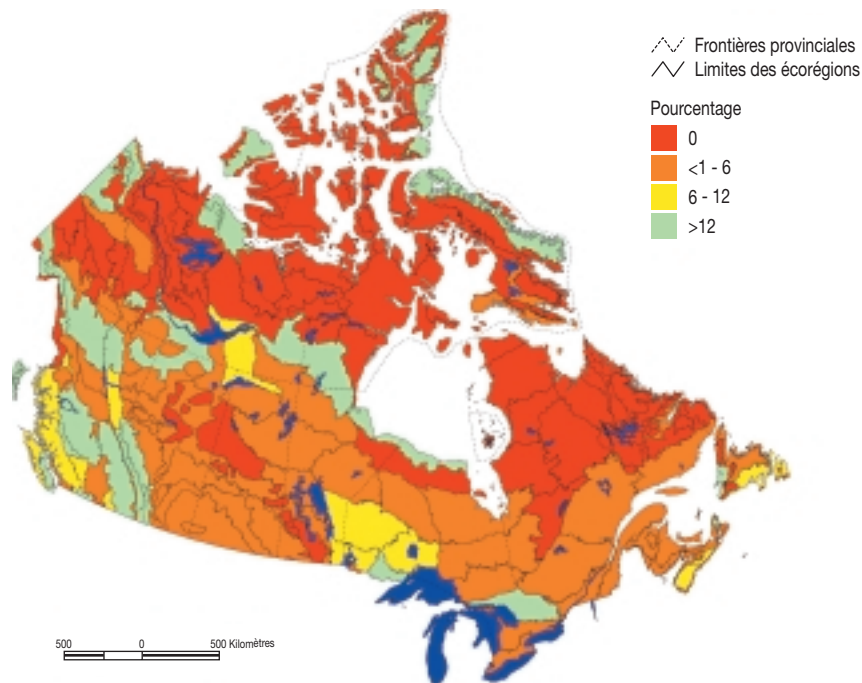 Frontières provinciales
Limites des écorégions
Pourcentage
0
<1 - 6
6 - 12
>12
500 0 500 Kilomètres